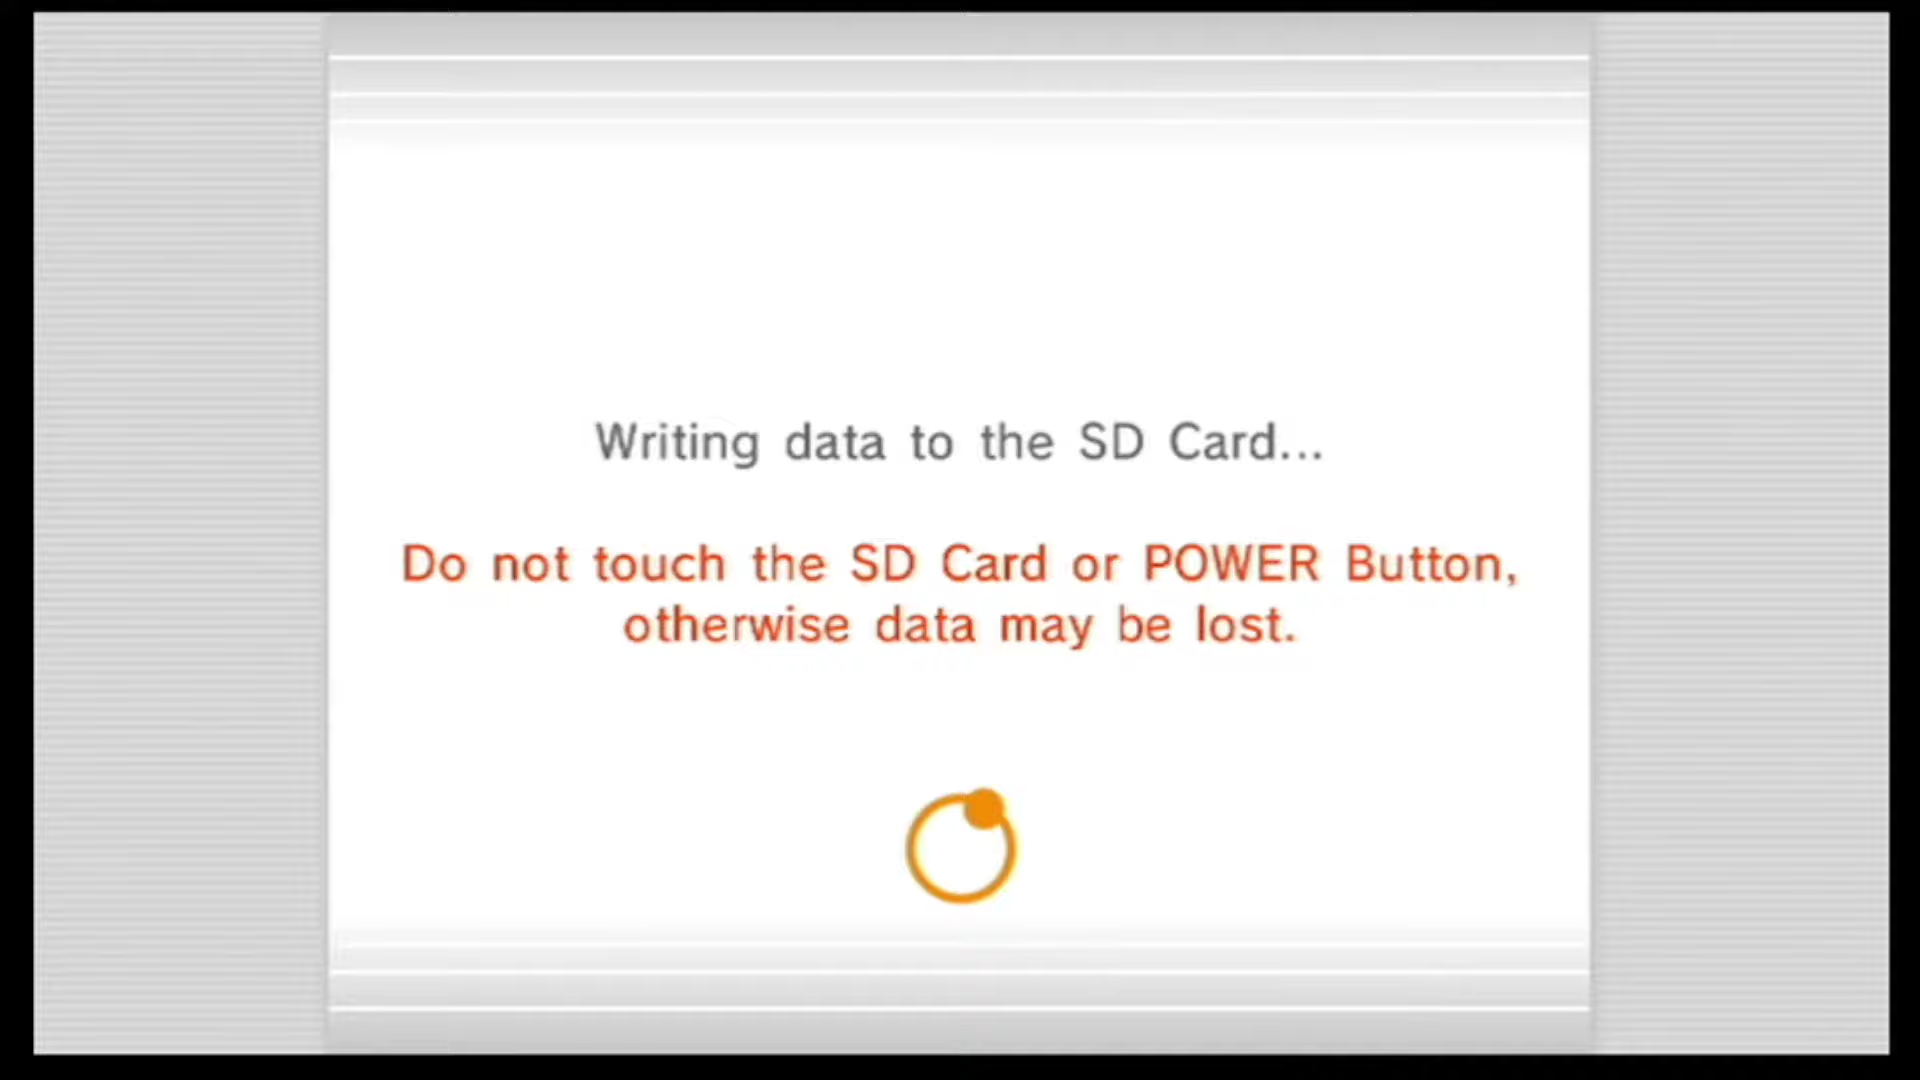 Writing data to the SD Card...
Do not touch the SD Card or POWER Button,
otherwise data may be lost.